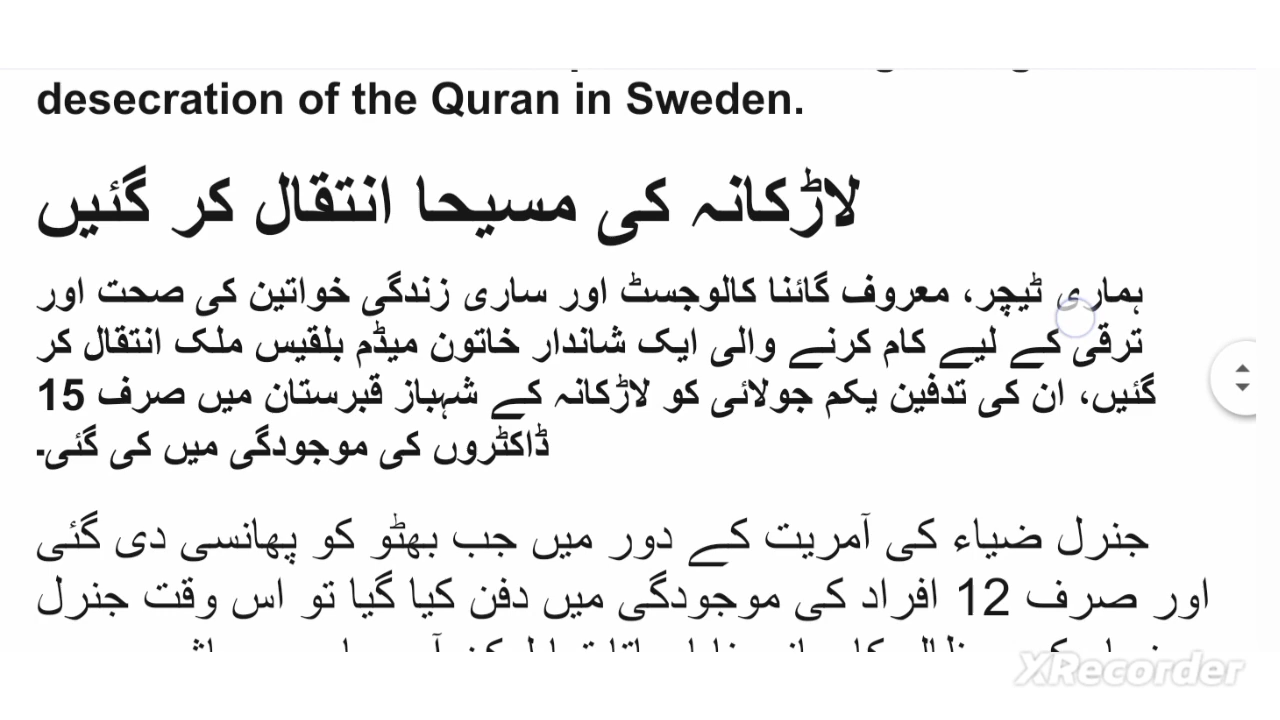 desecration of the Quran in Sweden.
لاڑکانہ کی مسیحا انتقال کر گئیں
ہماری ٹیچر، معروف گائنا کالوجسٹ اور ساری زندگی خواتین کی صحت اور
ترقی کے لیے کام کرنے والی ایک شاندار خاتون میڈم بلقیس ملک انتقال کر
گئیں، ان کی تدفین یکم جولائی کو لاڑکانہ کے شہباز قبرستان میں صرف 15
ڈاکٹروں کی موجودگی میں کی گئی۔
جنرل ضیاء کی آمریت کے دور میں جب بھٹو کو پھانسی دی گئی
اور صرف 12 افراد کی موجودگی میں دفن کیا گیا تو اس وقت جنرل
XRecorder